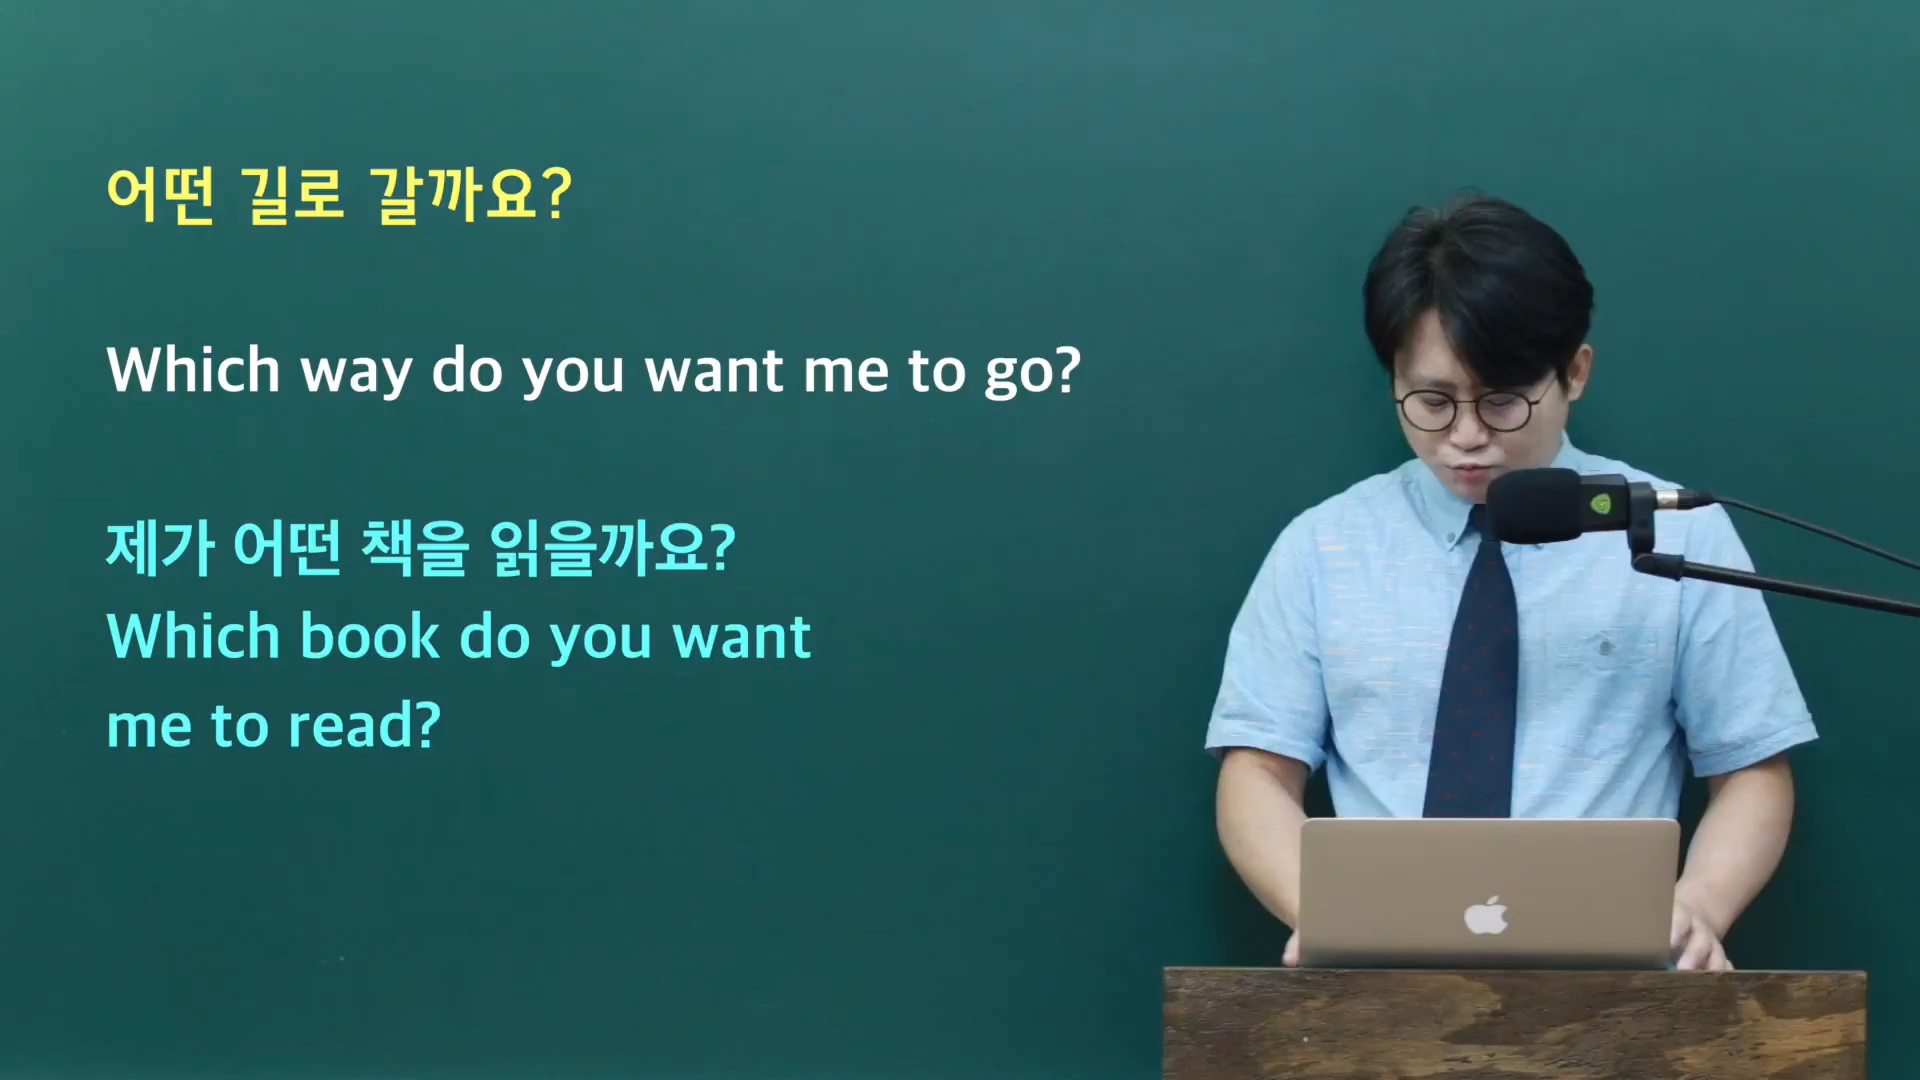 어떤 길로 갈까요?
Which way do you want me to go?
제가 어떤 책을 읽을까요?
Which book do you want
me to read?